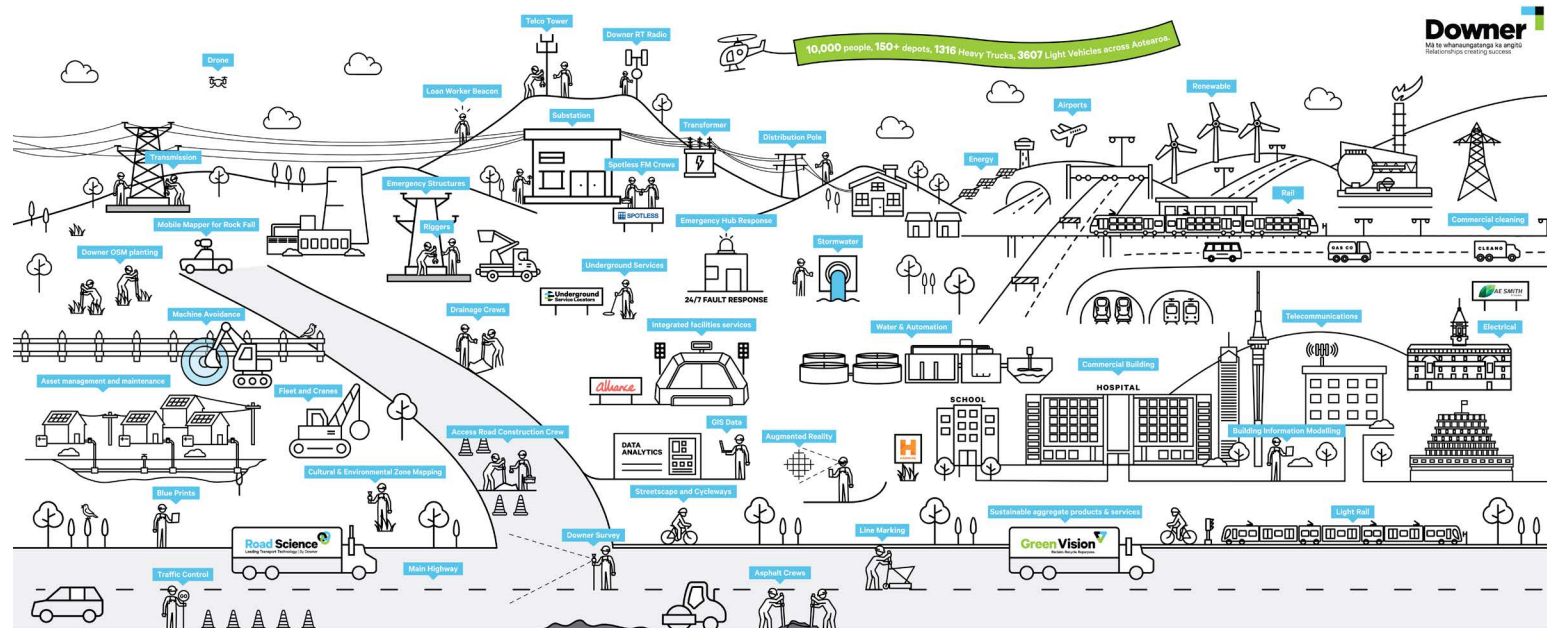 Telco Tower
Downer RT Radio
10,000 people, 150+ depots, 1316 Heavy Trucks, 3607 Light Vehicles across Aotearoa.
Downer
Mā te whanaungatanga ka angitū
Relationships creating success
Drone
Loan Worker Beacon
Substation
Transformer
Distribution Pole
Airports
Renewable
Transmission
Spotless FM Crews
Energy
Emergency Structures
SPOTLESS
Rail
Mobile Mapper for Rock Fall
Riggers
Emergency Hub Response
Commercial cleaning
Downer OSM planting
Stormwater
GAS CO
CLEANO
Underground Services
Underground
Service Locators
24/7 FAULT RESPONSE
AE SMITH
Machine Avoidance
Drainage Crews
Integrated facilities services
Water & Automation
Telecommunications
Electrical
Commercial Building
Asset management and maintenance
Fleet and Cranes
alliance
HOSPITAL
SCHOOL
GIS Data
Access Road Construction Crew
DATA
ANALYTICS
Augmented Reality
H
Building Information Modelling
Cultural & Environmental Zone Mapping
Blue Prints
Streetscape and Cycleways
Sustainable aggregate products & services
Light Rail
Road Science
Leading Transport Technology | By Downer
Downer Survey
Line Marking
Green Vision
Reclaim. Recycle. Repurpose.
Main Highway
Traffic Control
GO
Asphalt Crews